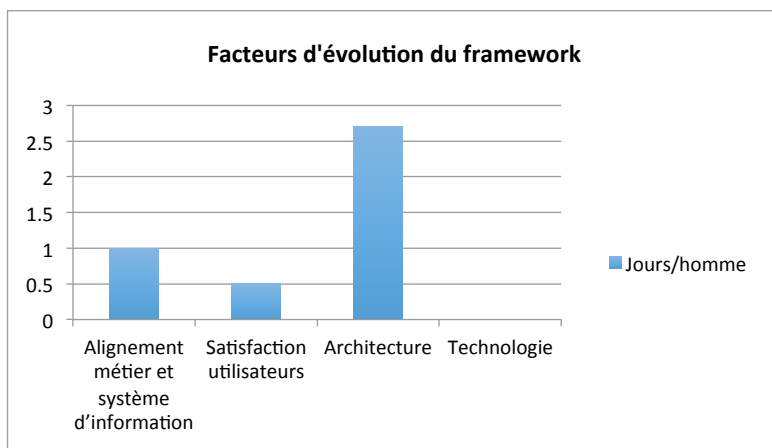 Facteurs d'évolution du framework
3
2.5
2
1.5
1
0.5
0
Alignement
métier et
système
d’information
Satisfaction
utilisateurs
Architecture
Technologie
Jours/homme